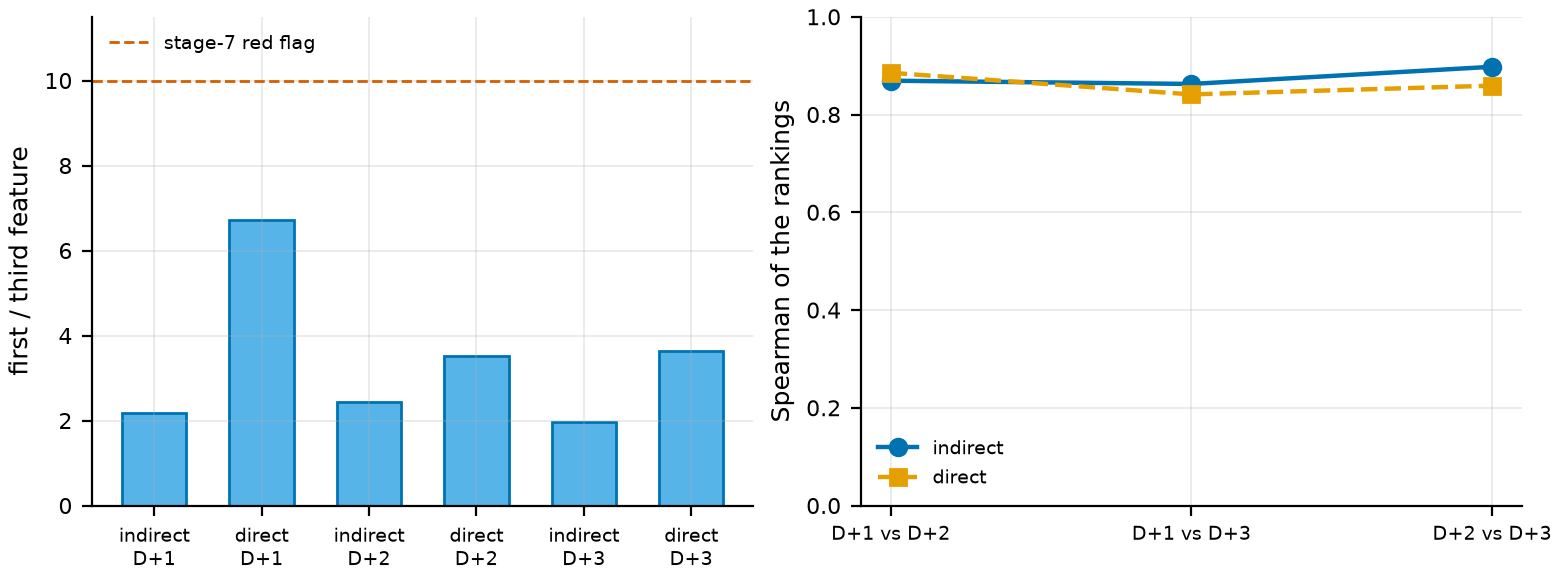 first / third feature
10
8
6
4
2
0
stage-7 red flag
indirect
D+1
direct
D+1
indirect
D+2
direct
D+2
indirect
D+3
direct
D+3
Spearman of the rankings
1.0
0.8
0.6
0.4
0.2
0.0
indirect
direct
D+1 vs D+2
D+1 vs D+3
D+2 vs D+3